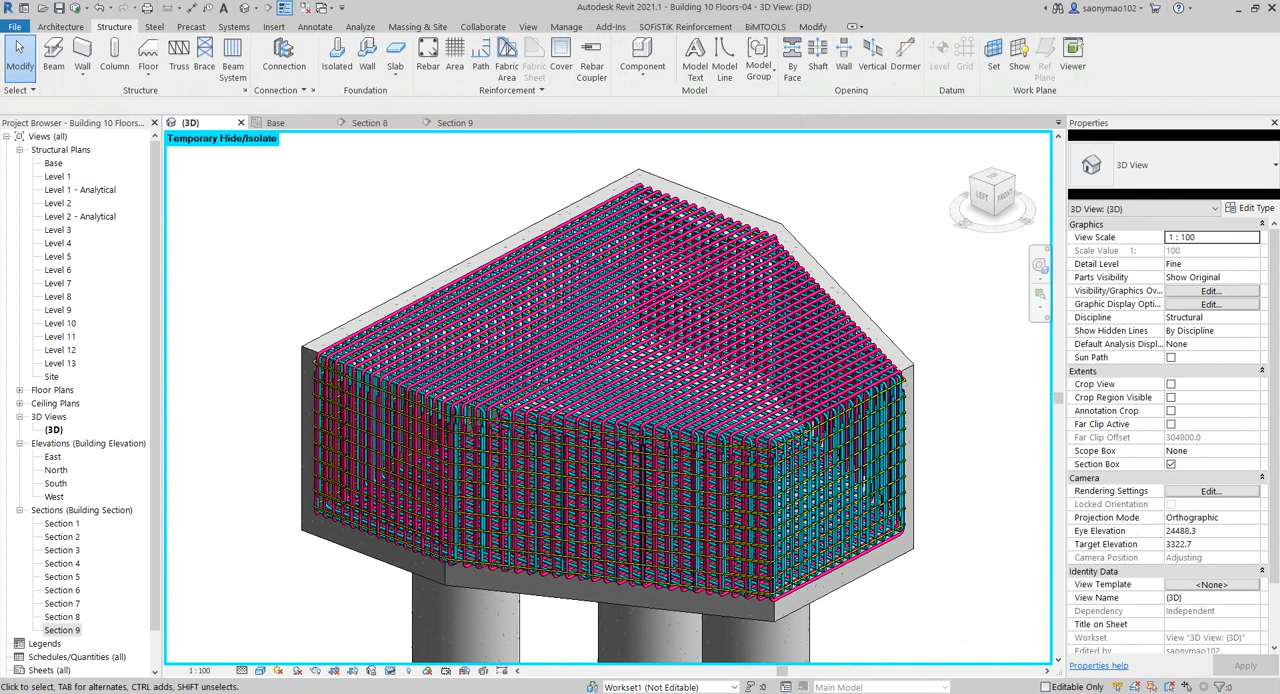 Autodesk Revit 2021.1 - Building 10 Floors-04 - 3D View: {3D}
saonymao102
File Architecture Structure Steel Precast Systems Insert Annotate Analyze Massing & Site Collaborate View Manage Add-Ins SOFiSTiK Reinforcement BiMTOOLS Modify
Modify Beam Wall Column Floor Truss Brace Beam System Connection Isolated Wall Slab Rebar Area Path Fabric Area Fabric Sheet Cover Rebar Coupler Component Model Text Model Line Model Group By Face Shaft Wall Vertical Dormer Level Grid Set Show Ref Plane Viewer
Select Structure Connection Foundation Reinforcement Model Opening Datum Work Plane
Project Browser - Building 10 Floors...
{3D} Base Section 8 Section 9
Properties
Temporary Hide/Isolate
Views (all)
Structural Plans
Base
Level 1
Level 1 - Analytical
Level 2
Level 2 - Analytical
Level 3
Level 4
Level 5
Level 6
Level 7
Level 8
Level 9
Level 10
Level 11
Level 12
Level 13
Site
Floor Plans
Ceiling Plans
3D Views
{3D}
Elevations (Building Elevation)
East
North
South
West
Sections (Building Section)
Section 1
Section 2
Section 3
Section 4
Section 5
Section 6
Section 7
Section 8
Section 9
Legends
Schedules/Quantities (all)
Sheets (all)
TOP
LEFT FRONT
3D View
3D View: {3D} Edit Type
Graphics
View Scale 1 : 100
Scale Value 1: 100
Detail Level Fine
Parts Visibility Show Original
Visibility/Graphics Ov... Edit...
Graphic Display Opti... Edit...
Discipline Structural
Show Hidden Lines By Discipline
Default Analysis Displ... None
Sun Path
Extents
Crop View
Crop Region Visible
Annotation Crop
Far Clip Active
Far Clip Offset 304800.0
Scope Box None
Section Box
Camera
Rendering Settings Edit...
Locked Orientation
Projection Mode Orthographic
Eye Elevation 24488.3
Target Elevation 3322.7
Camera Position Adjusting
Identity Data
View Template <None>
View Name {3D}
Dependency Independent
Title on Sheet
Workset View "3D View: {3D}"
Edited by saonymao102
Properties help Apply
1 : 100
Click to select, TAB for alternates, CTRL adds, SHIFT unselects.
Workset1 (Not Editable) :0 Main Model Editable Only :0